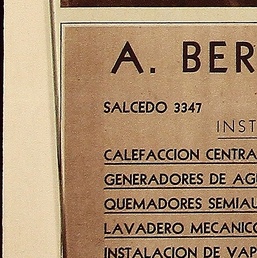 A. BER
SALCEDO 3347
INST
CALEFACCION CENTRA
GENERADORES DE AG
QUEMADORES SEMIAU
LAVADERO MECANICO
INSTALACION DE VAP